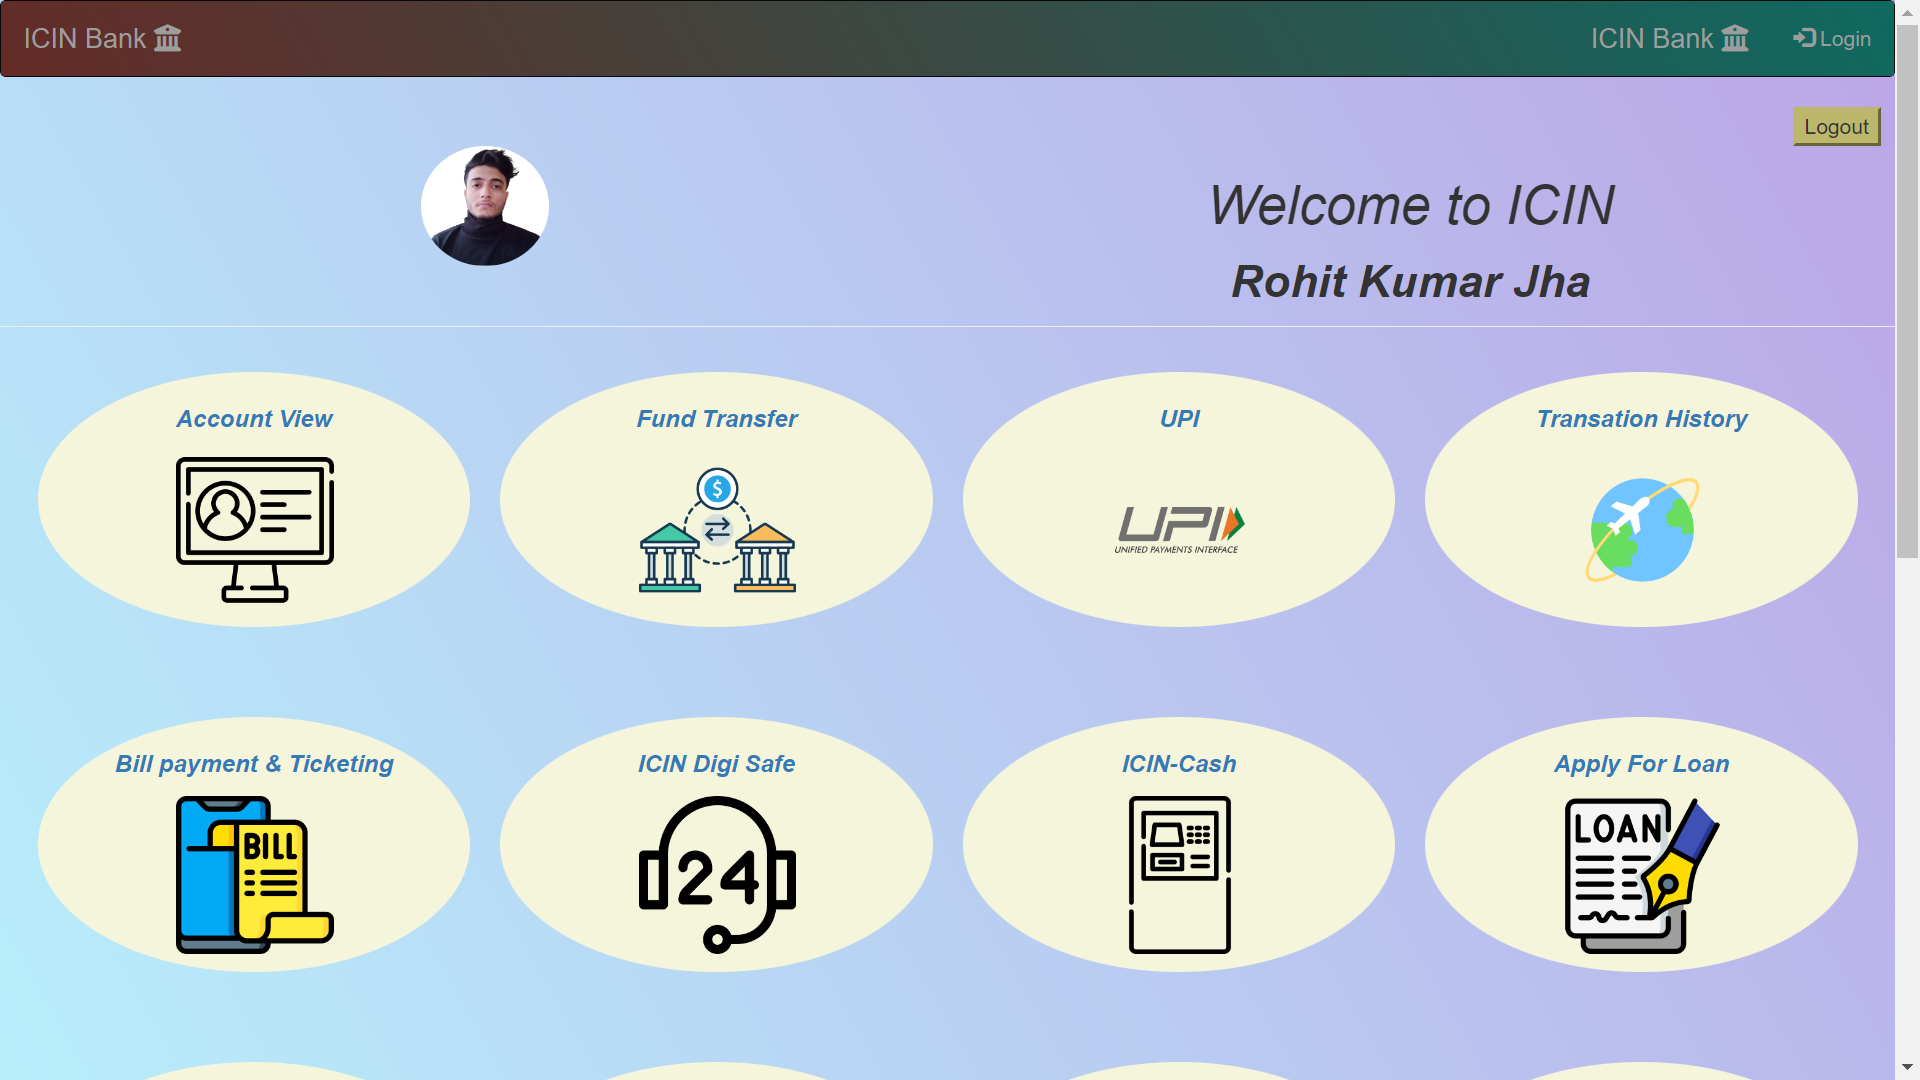 ICIN Bank
ICIN Bank
Login
Logout
Welcome to ICIN
Rohit Kumar Jha
Account View
Fund Transfer
UPI
Transation History
$
UPI
UNIFIED PAYMENTS INTERFACE
Bill payment & Ticketing
ICIN Digi Safe
ICIN-Cash
Apply For Loan
BILL
24
LOAN